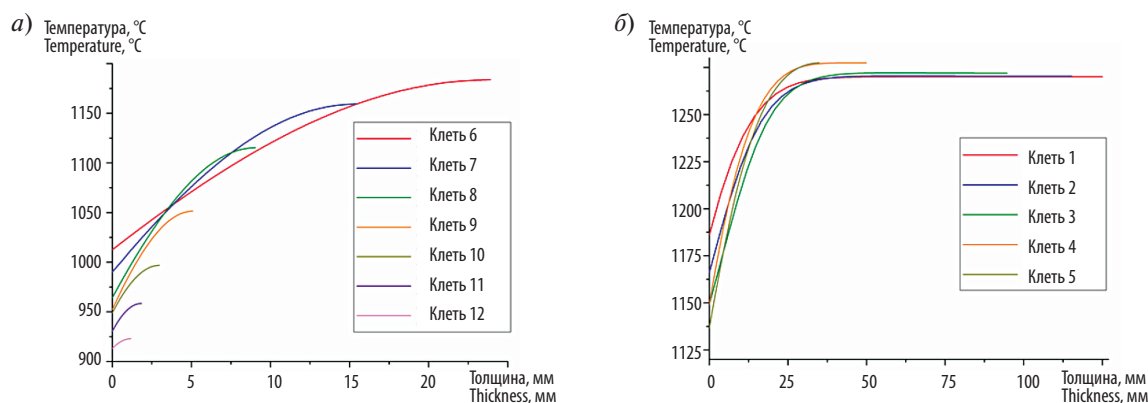 а)
Температура, °C
Temperature, °C
1150
1100
1050
1000
950
900
0
5
10
15
20
Толщина, мм
Thickness, мм
Клеть 6
Клеть 7
Клеть 8
Клеть 9
Клеть 10
Клеть 11
Клеть 12
б)
Температура, °C
Temperature, °C
1250
1225
1200
1175
1150
1125
0
25
50
75
100
Толщина, мм
Thickness, мм
Клеть 1
Клеть 2
Клеть 3
Клеть 4
Клеть 5